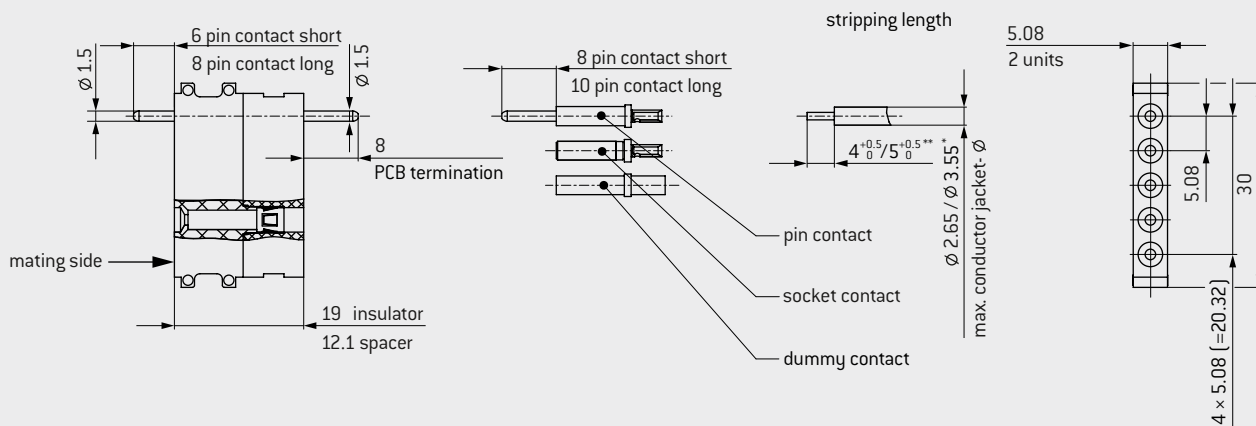 stripping length
6 pin contact short
8 pin contact long
Ø 1.5
Ø 1.5
8
PCB termination
mating side
19 insulator
12.1 spacer
8 pin contact short
10 pin contact long
pin contact
socket contact
dummy contact
4 +0.5 0 /5 +0.5 ** 0
Ø 2.65 / Ø 3.55 *
max. conductor jacket- Ø
5.08
2 units
5.08
30
4 × 5.08 (=20.32)